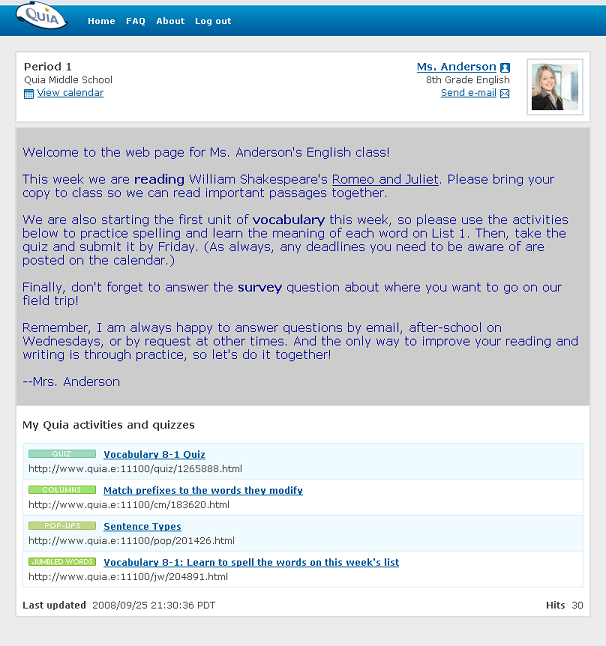 QUIA
Home FAQ About Log out
Period 1
Quia Middle School
View calendar
Ms. Anderson
8th Grade English
Send e-mail
Welcome to the web page for Ms. Anderson's English class!
This week we are reading William Shakespeare's Romeo and Juliet. Please bring your
copy to class so we can read important passages together.
We are also starting the first unit of vocabulary this week, so please use the activities
below to practice spelling and learn the meaning of each word on List 1. Then, take the
quiz and submit it by Friday. (As always, any deadlines you need to be aware of are
posted on the calendar.)
Finally, don't forget to answer the survey question about where you want to go on our
field trip!
Remember, I am always happy to answer questions by email, after-school on
Wednesdays, or by request at other times. And the only way to improve your reading and
writing is through practice, so let's do it together!
--Mrs. Anderson
My Quia activities and quizzes
QUIZ Vocabulary 8-1 Quiz
http://www.quia.e:11100/quiz/1265888.html
COLUMNS Match prefixes to the words they modify
http://www.quia.e:11100/cm/183620.html
POP-UPS Sentence Types
http://www.quia.e:11100/pop/201426.html
JUMBLED WORDS Vocabulary 8-1: Learn to spell the words on this week's list
http://www.quia.e:11100/jw/204891.html
Last updated 2008/09/25 21:30:36 PDT Hits 30